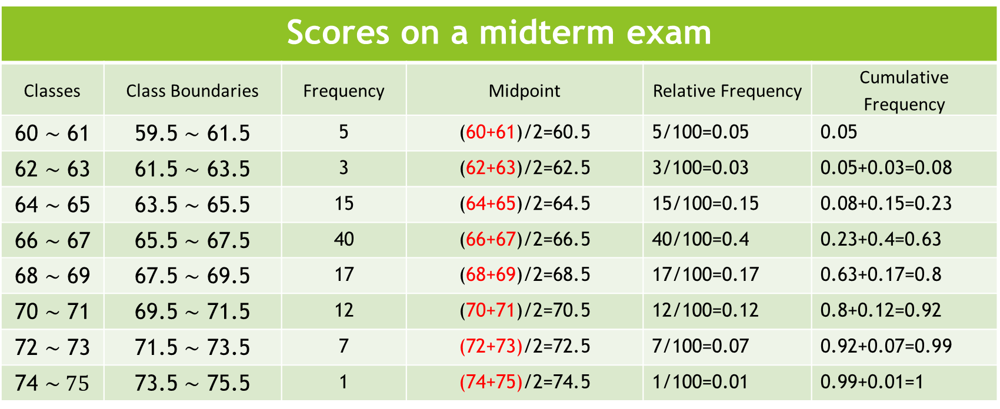 Scores on a midterm exam
Classes Class Boundaries Frequency Midpoint Relative Frequency Cumulative Frequency
60 ~ 61 59.5 ~ 61.5 5 (60+61)/2=60.5 5/100=0.05 0.05
62 ~ 63 61.5 ~ 63.5 3 (62+63)/2=62.5 3/100=0.03 0.05+0.03=0.08
64 ~ 65 63.5 ~ 65.5 15 (64+65)/2=64.5 15/100=0.15 0.08+0.15=0.23
66 ~ 67 65.5 ~ 67.5 40 (66+67)/2=66.5 40/100=0.4 0.23+0.4=0.63
68 ~ 69 67.5 ~ 69.5 17 (68+69)/2=68.5 17/100=0.17 0.63+0.17=0.8
70 ~ 71 69.5 ~ 71.5 12 (70+71)/2=70.5 12/100=0.12 0.8+0.12=0.92
72 ~ 73 71.5 ~ 73.5 7 (72+73)/2=72.5 7/100=0.07 0.92+0.07=0.99
74 ~ 75 73.5 ~ 75.5 1 (74+75)/2=74.5 1/100=0.01 0.99+0.01=1